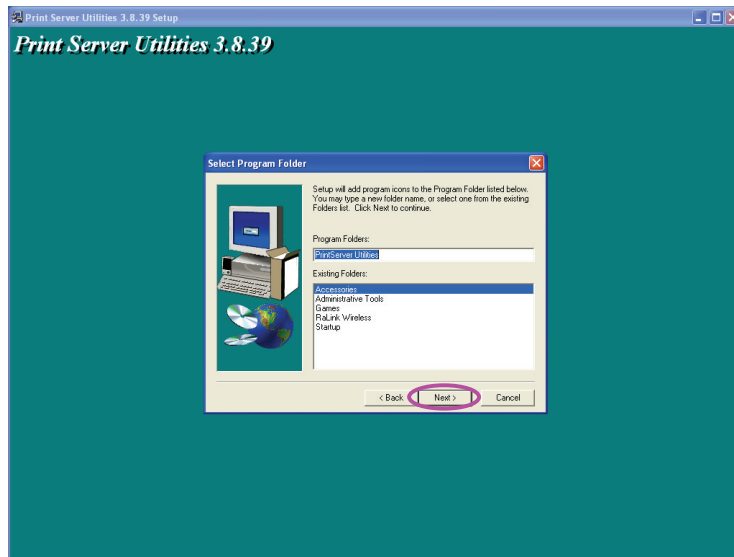 Print Server Utilities 3.8.39 Setup
Print Server Utilities 3.8.39
Select Program Folder
Setup will add program icons to the Program Folder listed below.
You may type a new folder name, or select one from the existing
Folders list. Click Next to continue.
Program Folders:
PrintServer Utilities
Existing Folders:
Accessories
Administrative Tools
Games
RaLink Wireless
Startup
< Back
Next >
Cancel